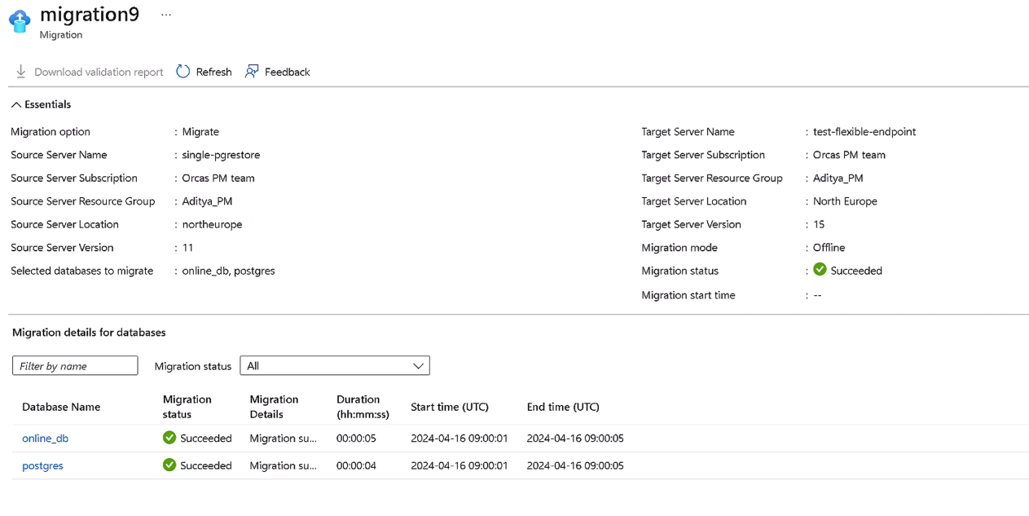 migration9 ...
Migration
Download validation report Refresh Feedback
Essentials
Migration option : Migrate
Source Server Name : single-pgrestore
Source Server Subscription : Orcas PM team
Source Server Resource Group : Aditya_PM
Source Server Location : northeurope
Source Server Version : 11
Selected databases to migrate : online_db, postgres
Target Server Name : test-flexible-endpoint
Target Server Subscription : Orcas PM team
Target Server Resource Group : Aditya_PM
Target Server Location : North Europe
Target Server Version : 15
Migration mode : Offline
Migration status : Succeeded
Migration start time : --
Migration details for databases
Filter by name Migration status All
Database Name Migration status Migration Details Duration (hh:mm:ss) Start time (UTC) End time (UTC)
online_db Succeeded Migration su... 00:00:05 2024-04-16 09:00:01 2024-04-16 09:00:05
postgres Succeeded Migration su... 00:00:04 2024-04-16 09:00:01 2024-04-16 09:00:05